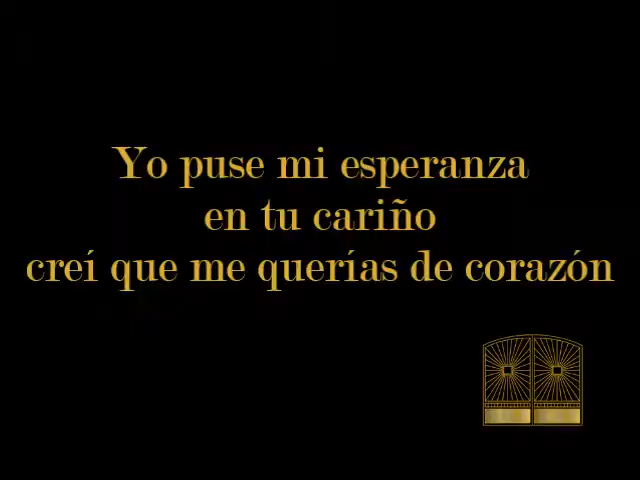 Yo puse mi esperanza
en tu cariño
creí que me querías de corazón